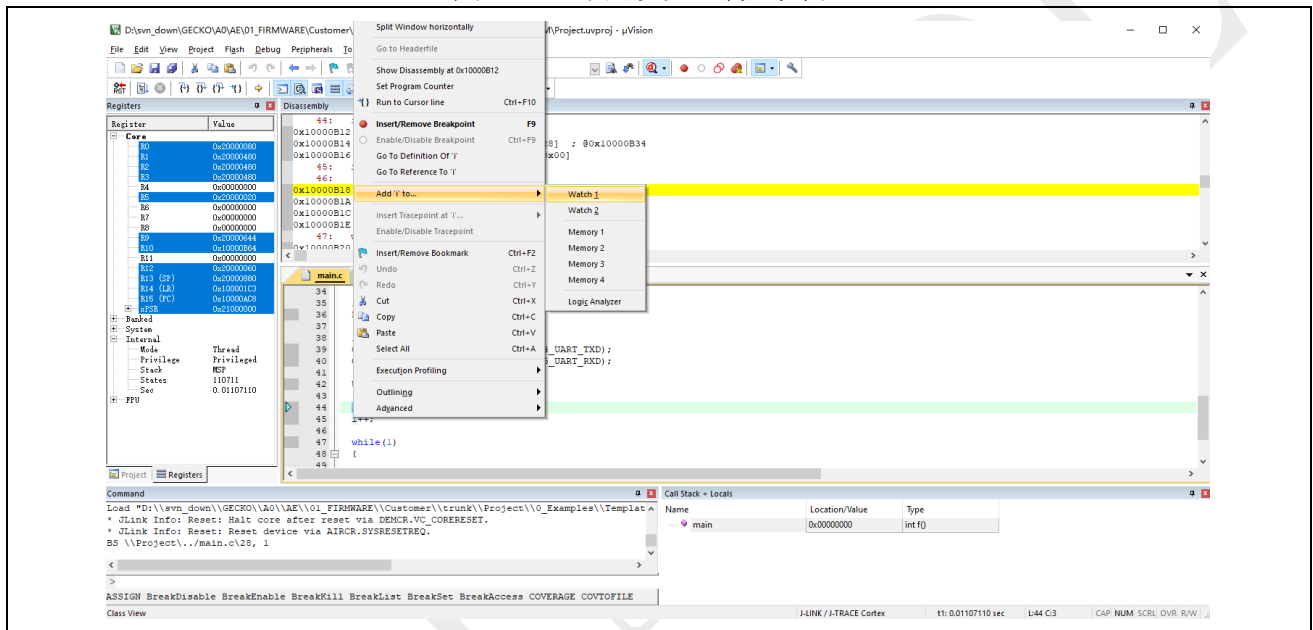 D:\svn_down\GECKO\A0\AE\01_FIRMWARE\Customer\
M\Project.uvproj - µVision
File Edit View Project Flash Debug Peripherals To
Split Window horizontally
Go to Headerfile
Show Disassembly at 0x10000B12
Set Program Counter
Run to Cursor line Ctrl+F10
Insert/Remove Breakpoint F9
Enable/Disable Breakpoint Ctrl+F9
Go To Definition Of 'i'
Go To Reference To 'i'
Add 'i' to...
Insert Tracepoint at 'i'...
Enable/Disable Tracepoint
Insert/Remove Bookmark Ctrl+F2
Undo Ctrl+Z
Redo Ctrl+Y
Cut Ctrl+X
Copy Ctrl+C
Paste Ctrl+V
Select All Ctrl+A
Execution Profiling
Outlining
Advanced
Watch 1
Watch 2
Memory 1
Memory 2
Memory 3
Memory 4
Logic Analyzer
RST
Registers
Register Value
Core
R0 0x20000080
R1 0x20000480
R2 0x20000480
R3 0x20000480
R4 0x00000000
R5 0x20000020
R6 0x00000000
R7 0x00000000
R8 0x00000000
R9 0x20000644
R10 0x10000B64
R11 0x00000000
R12 0x20000060
R13 (SP) 0x20000880
R14 (LR) 0x100001C3
R15 (PC) 0x10000AC8
xPSR 0x21000000
Banked
System
Internal
Mode Thread
Privilege Privileged
Stack MSP
States 110711
Sec 0.01107110
FPU
Project Registers
Disassembly
44:
0x10000B12
0x10000B14 ] ; @0x10000B34
0x10000B16 x00]
45:
46:
0x10000B18
0x10000B1A
0x10000B1C
0x10000B1E
47:
0x10000B20
main.c
34
35
36
37
38
39 _UART_TXD);
40 _UART_RXD);
41
42
43
44
45 i++;
46
47 while(1)
48 {
49
Command
Load "D:\\svn_down\\GECKO\\A0\\AE\\01_FIRMWARE\\Customer\\trunk\\Project\\0_Examples\\Templat
* JLink Info: Reset: Halt core after reset via DEMCR.VC_CORERESET.
* JLink Info: Reset: Reset device via AIRCR.SYSRESETREQ.
BS \\Project\../main.c\28, 1
>
ASSIGN BreakDisable BreakEnable BreakKill BreakList BreakSet BreakAccess COVERAGE COVTOFILE
Call Stack + Locals
Name Location/Value Type
main 0x00000000 int f()
Class View
J-LINK / J-TRACE Cortex t1: 0.01107110 sec L:44 C:3 CAP NUM SCRL OVR R/W